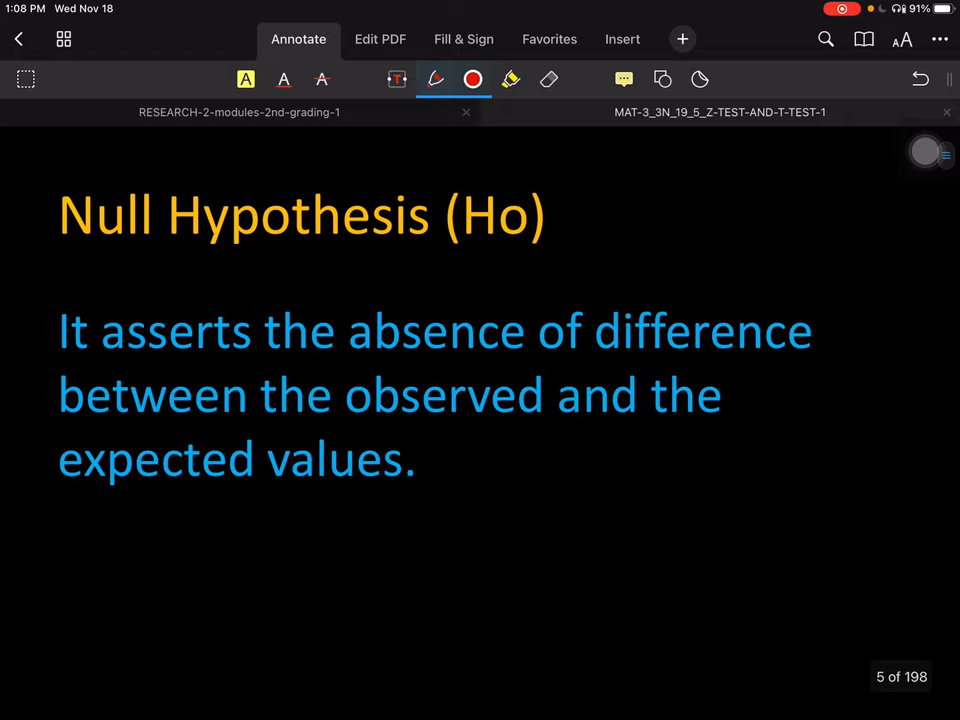 1:08 PM Wed Nov 18 91%
Annotate Edit PDF Fill & Sign Favorites Insert
AA
A A A T
RESEARCH-2-modules-2nd-grading-1 MAT-3_3N_19_5_Z-TEST-AND-T-TEST-1
Null Hypothesis (Ho)
It asserts the absence of difference
between the observed and the
expected values.
5 of 198